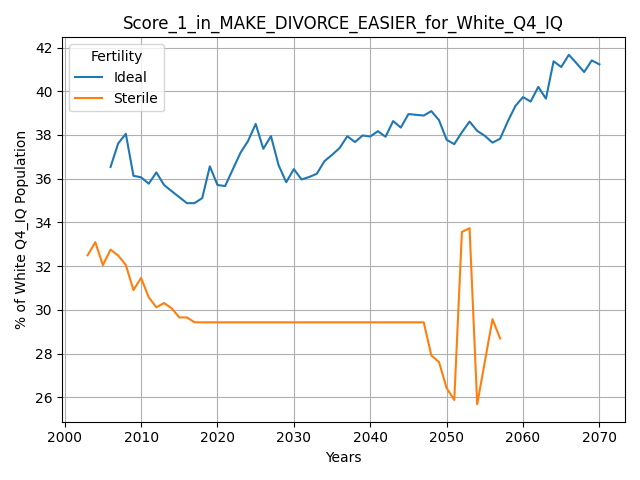 Score_1_in_MAKE_DIVORCE_EASIER_for_White_Q4_IQ
Fertility
Ideal
Sterile
% of White Q4_IQ Population
42
40
38
36
34
32
30
28
26
2000 2010 2020 2030 2040 2050 2060 2070
Years